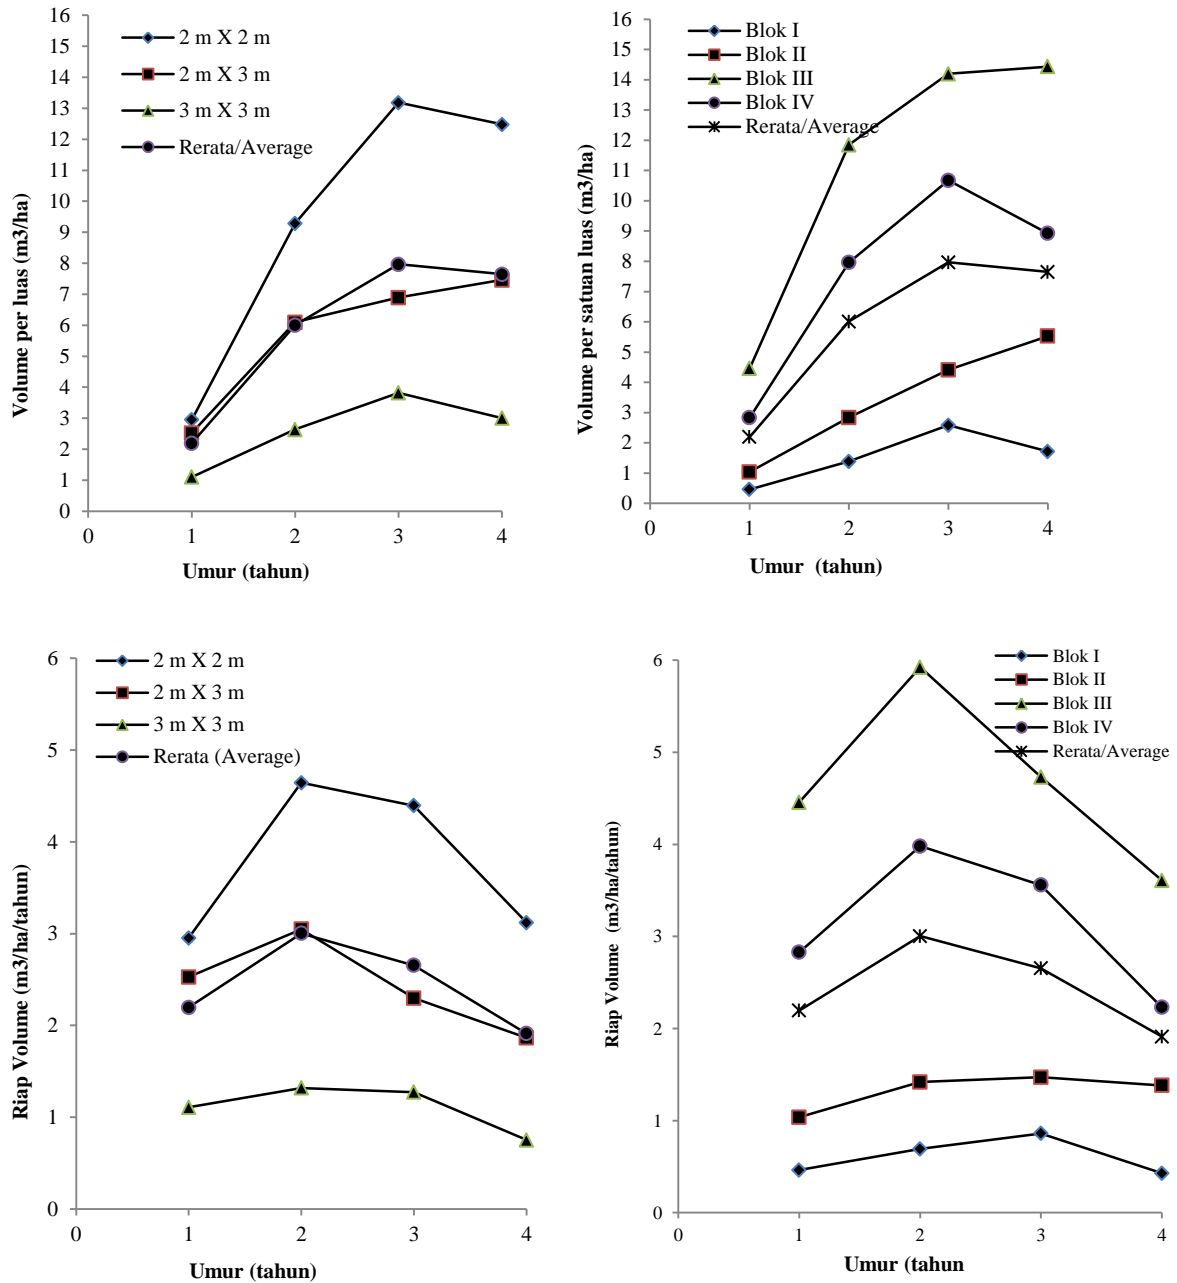 16
15
14
13
12
11
10
9
8
7
6
5
4
3
2
1
0
Volume per luas (m3/ha)
2 m X 2 m
2 m X 3 m
3 m X 3 m
Rerata/Average
0 1 2 3 4
Umur (tahun)
16
15
14
13
12
11
10
9
8
7
6
5
4
3
2
1
0
Volume per satuan luas (m3/ha)
Blok I
Blok II
Blok III
Blok IV
Rerata/Average
0 1 2 3 4
Umur (tahun)
6
5
4
3
2
1
0
Riap Volume (m3/ha/tahun)
2 m X 2 m
2 m X 3 m
3 m X 3 m
Rerata (Average)
0 1 2 3 4
Umur (tahun)
6
5
4
3
2
1
0
Riap Volume (m3/ha/tahun)
Blok I
Blok II
Blok III
Blok IV
Rerata/Average
0 1 2 3 4
Umur (tahun